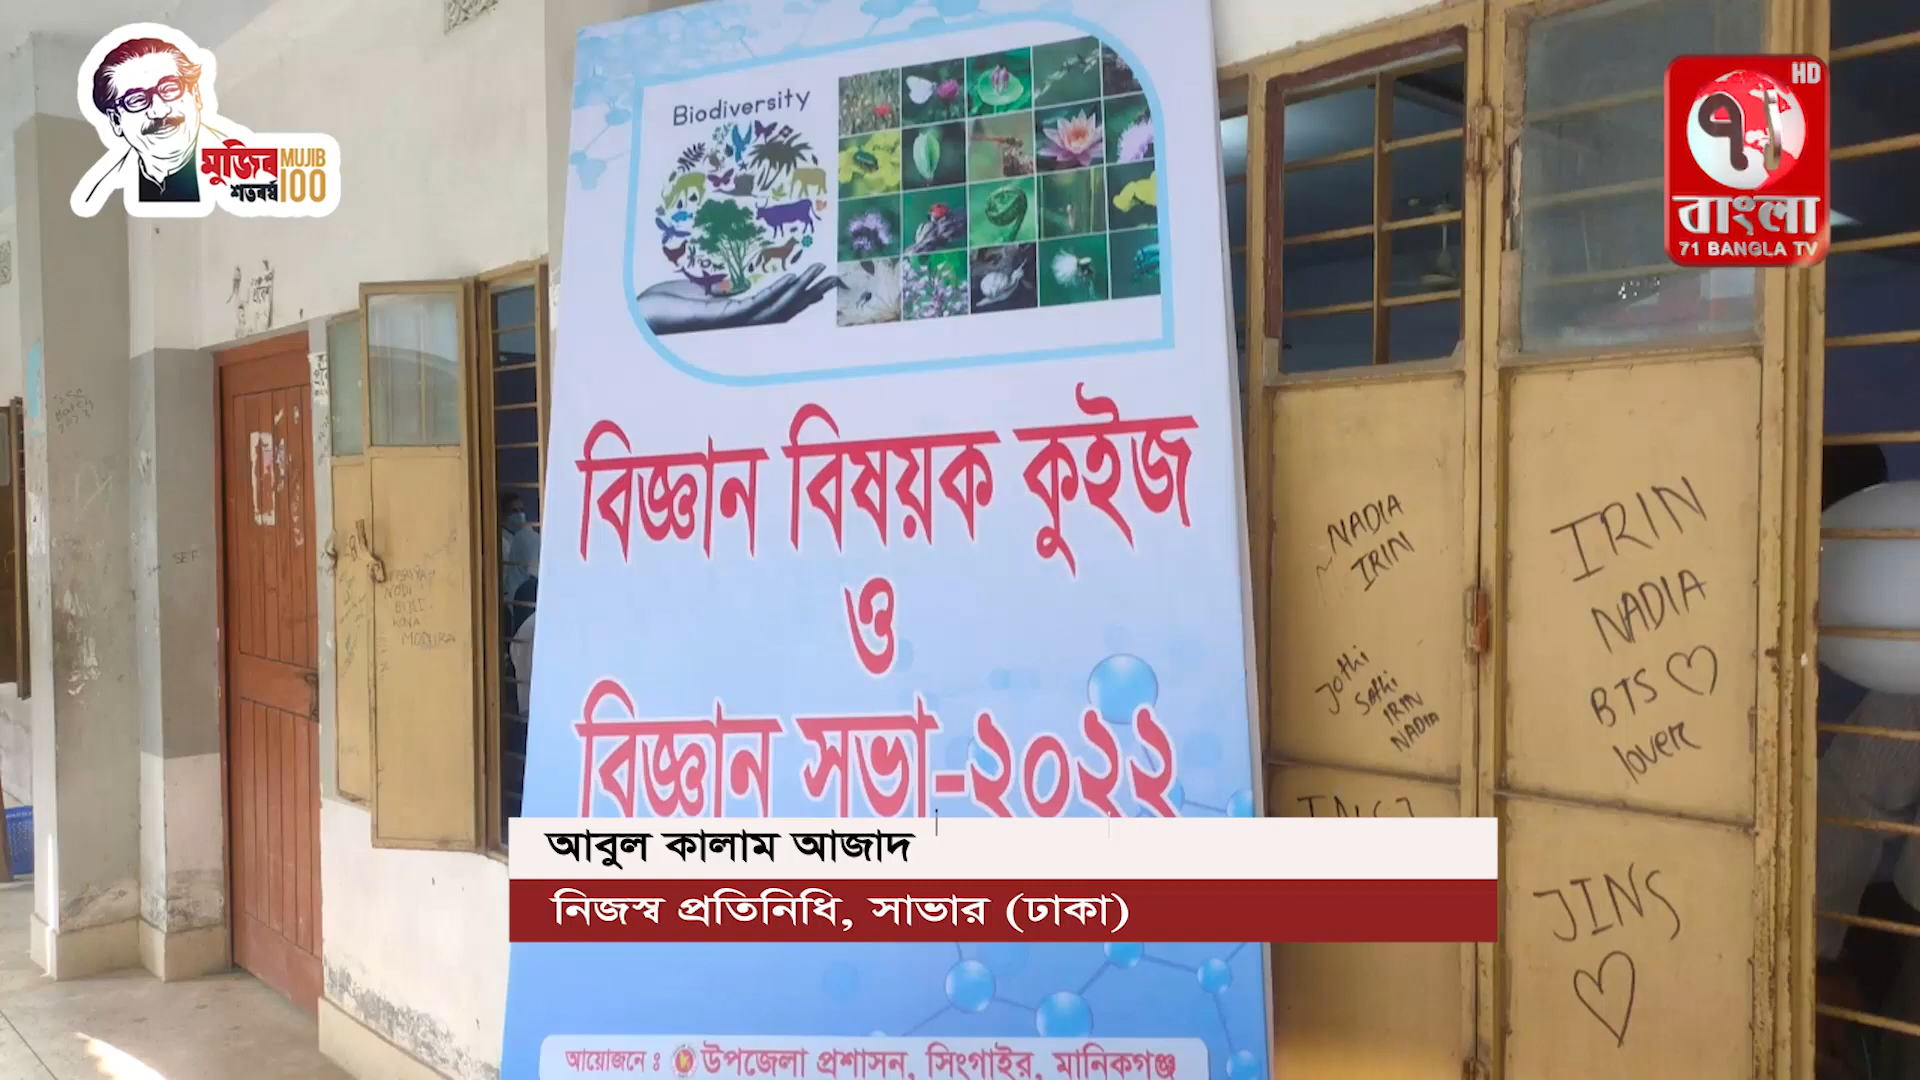 মুজিব
শতবর্ষ
MUJIB
100
HD
৭১
বাংলা
71 BANGLA TV
Biodiversity
বিজ্ঞান বিষয়ক কুইজ
ও
বিজ্ঞান সভা-২০২২
NADIA
IRIN
Jothi
Sathi
IRIN
NADIA
IRIN
NADIA
BTS
lover
JINS
MODURA
আবুল কালাম আজাদ
নিজস্ব প্রতিনিধি, সাভার (ঢাকা)
আয়োজনে ঃ উপজেলা প্রশাসন, সিংগাইর, মানিকগঞ্জ